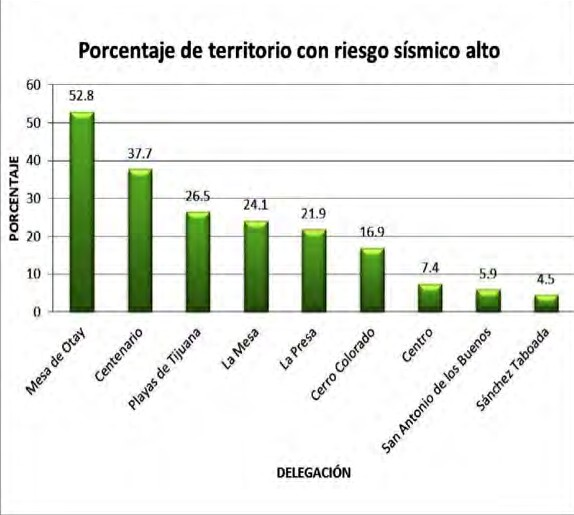 Porcentaje de territorio con riesgo sísmico alto
PORCENTAJE
60
50
40
30
20
10
0
52.8
37.7
26.5
24.1
21.9
16.9
7.4
5.9
4.5
Mesa de Otay
Centenario
Playas de Tijuana
La Mesa
La Presa
Cerro Colorado
Centro
San Antonio de los Buenos
Sánchez Taboada
DELEGACIÓN